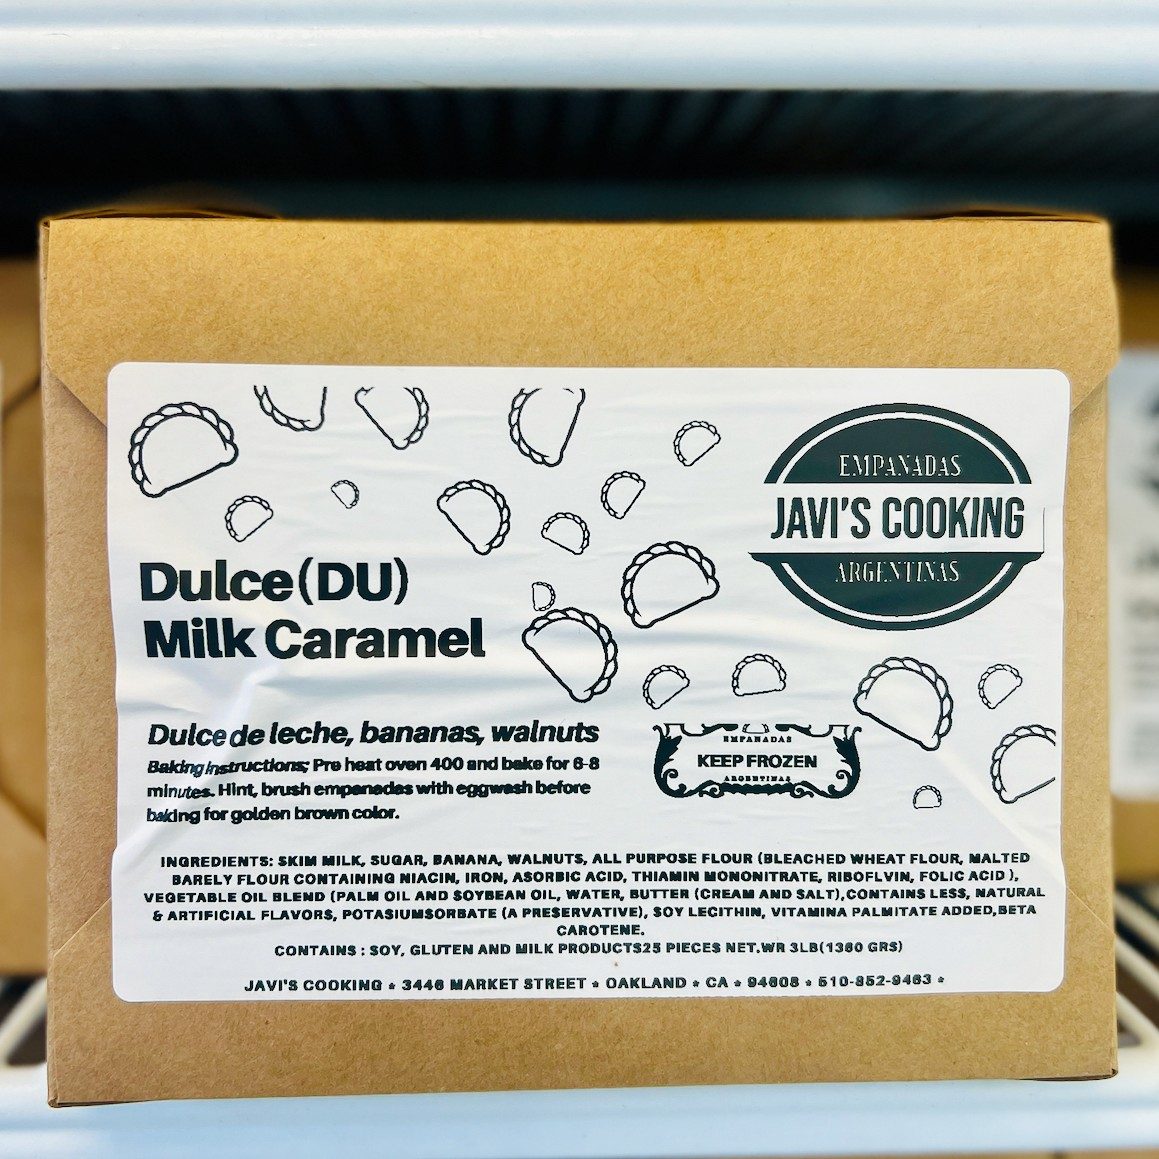 EMPANADAS
JAVI'S COOKING
ARGENTINAS
Dulce(DU)
Milk Caramel
Dulce de leche, bananas, walnuts
Baking instructions; Pre heat oven 400 and bake for 6-8
minutes. Hint, brush empanadas with eggwash before
baking for golden brown color.
EMPANADAS
KEEP FROZEN
ARGENTINAS
INGREDIENTS: SKIM MILK, SUGAR, BANANA, WALNUTS, ALL PURPOSE FLOUR (BLEACHED WHEAT FLOUR, MALTED
BARELY FLOUR CONTAINING NIACIN, IRON, ASORBIC ACID, THIAMIN MONONITRATE, RIBOFLVIN, FOLIC ACID ),
VEGETABLE OIL BLEND (PALM OIL AND SOYBEAN OIL, WATER, BUTTER (CREAM AND SALT),CONTAINS LESS, NATURAL
& ARTIFICIAL FLAVORS, POTASIUMSORBATE (A PRESERVATIVE), SOY LECITHIN, VITAMINA PALMITATE ADDED,BETA
CAROTENE.
CONTAINS : SOY, GLUTEN AND MILK PRODUCTS25 PIECES NET.WR 3LB(1360 GRS)
JAVI'S COOKING * 3446 MARKET STREET * OAKLAND * CA * 94608 * 510-852-9463 *